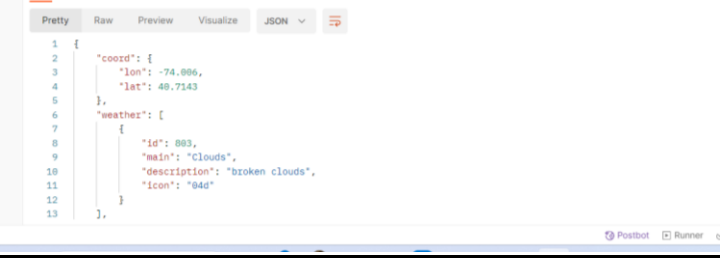 Pretty Raw Preview Visualize JSON
1 {
2 "coord": {
3 "lon": -74.006,
4 "lat": 40.7143
5 },
6 "weather": [
7 {
8 "id": 803,
9 "main": "Clouds",
10 "description": "broken clouds",
11 "icon": "04d"
12 }
13 ],
Postbot Runner